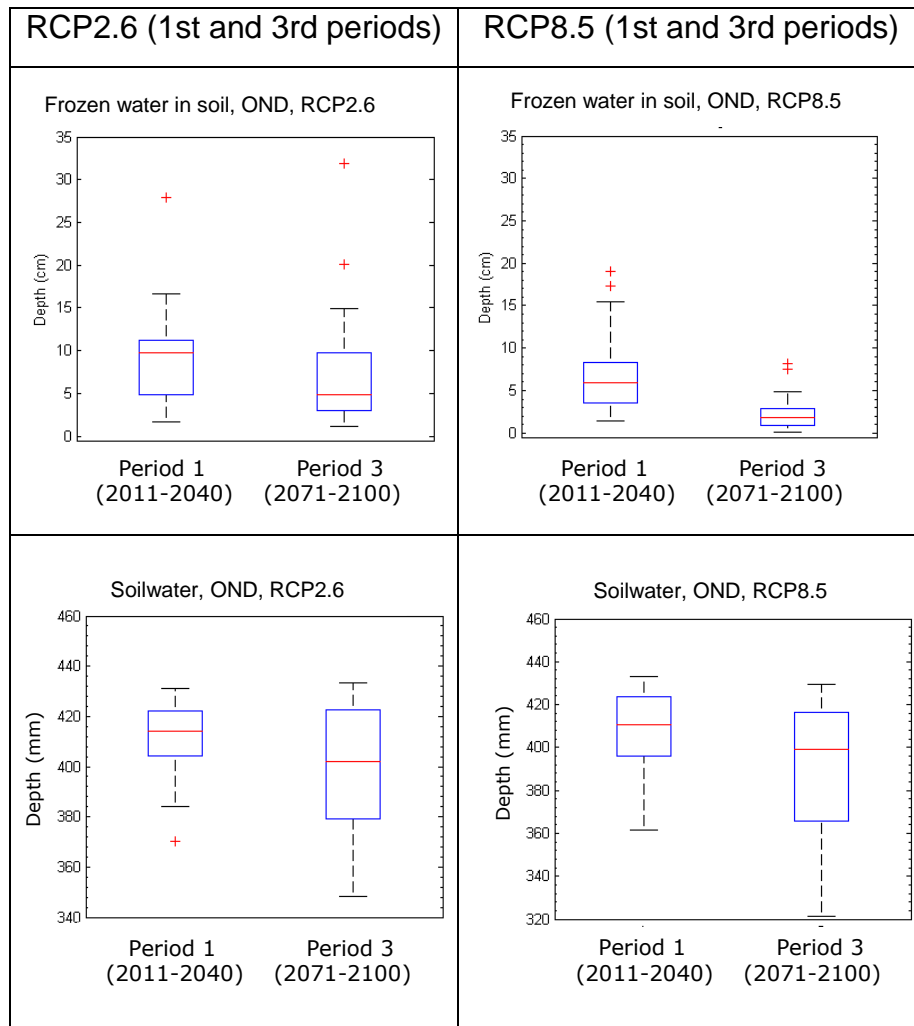 RCP2.6 (1st and 3rd periods)
RCP8.5 (1st and 3rd periods)
Frozen water in soil, OND, RCP2.6
35
30
25
20
15
10
5
0
Depth (cm)
Period 1
(2011-2040)
Period 3
(2071-2100)
Frozen water in soil, OND, RCP8.5
35
30
25
20
15
10
5
0
Depth (cm)
Period 1
(2011-2040)
Period 3
(2071-2100)
Soilwater, OND, RCP2.6
460
440
420
400
380
360
340
Depth (mm)
Period 1
(2011-2040)
Period 3
(2071-2100)
Soilwater, OND, RCP8.5
460
440
420
400
380
360
340
320
Depth (mm)
Period 1
(2011-2040)
Period 3
(2071-2100)